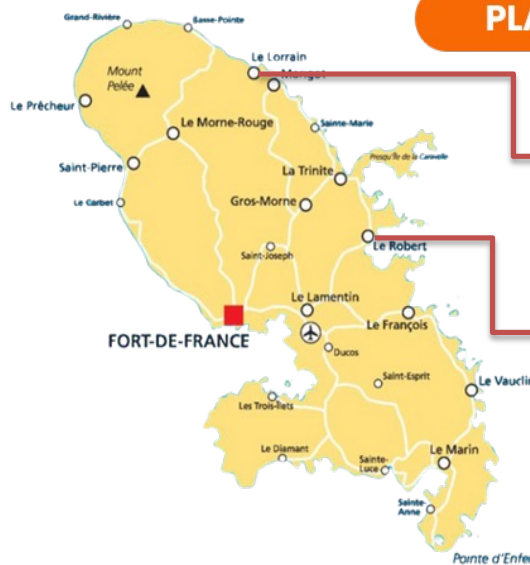 PLA
Grand-Rivière
Basse-Pointe
Le Lorrain
Mount
Pelée
Marigot
Le Prêcheur
Le Morne-Rouge
Sainte-Marie
Presqu'île de la Caravelle
Saint-Pierre
La Trinite
Le Carbet
Gros-Morne
Le Robert
Saint-Joseph
Le Lamentin
Le François
FORT-DE-FRANCE
Ducos
Saint-Esprit
Le Vauclin
Les Trois-Ilets
Le Diamant
Sainte-
Luce
Le Marin
Sainte-
Anne
Pointe d'Enfer